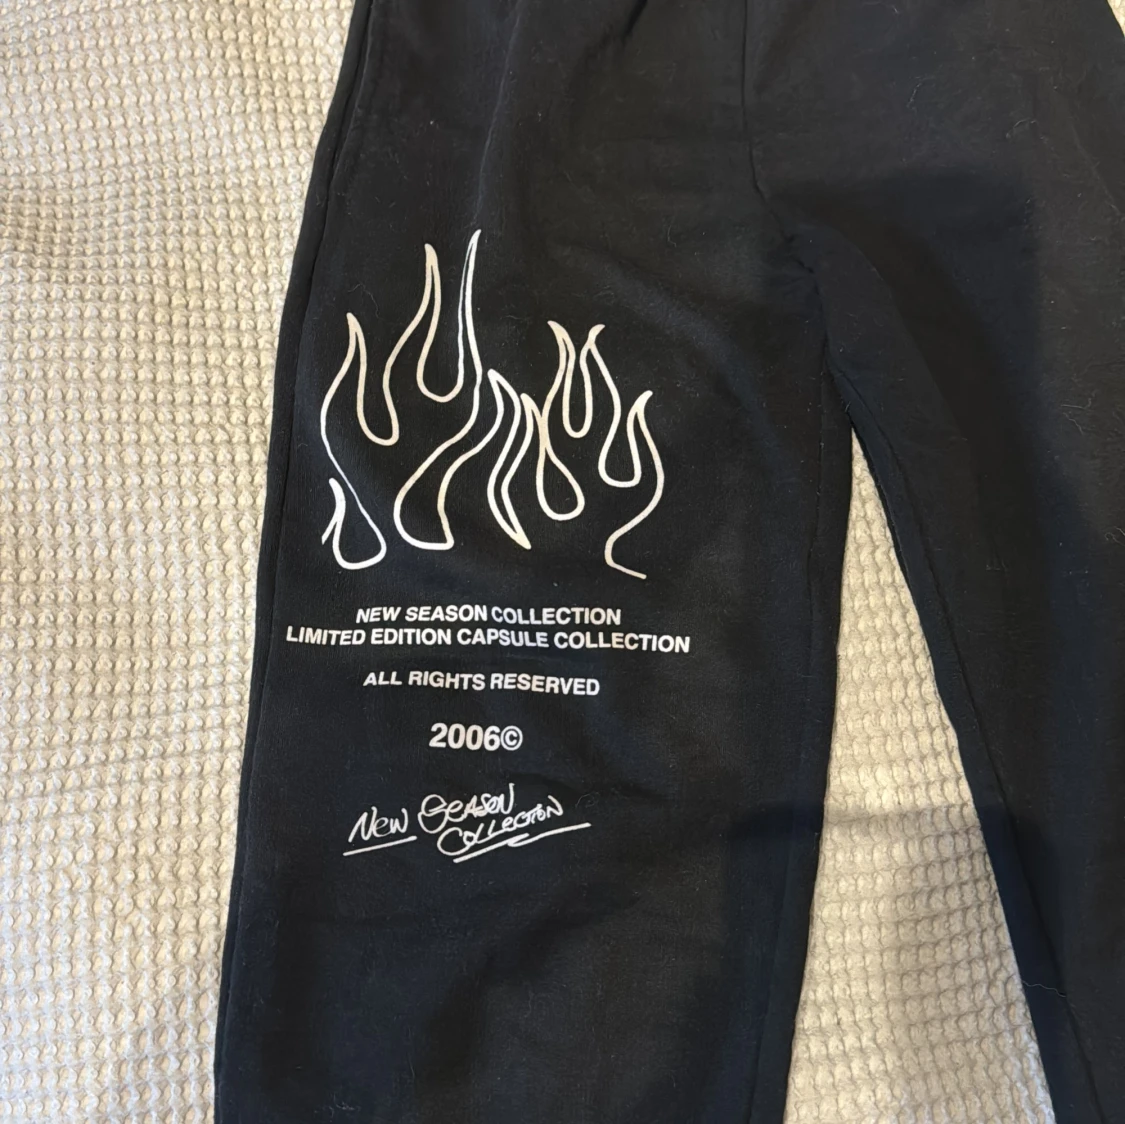 NEW SEASON COLLECTION
LIMITED EDITION CAPSULE COLLECTION
ALL RIGHTS RESERVED
2006©
New SEASON
COLLECTION